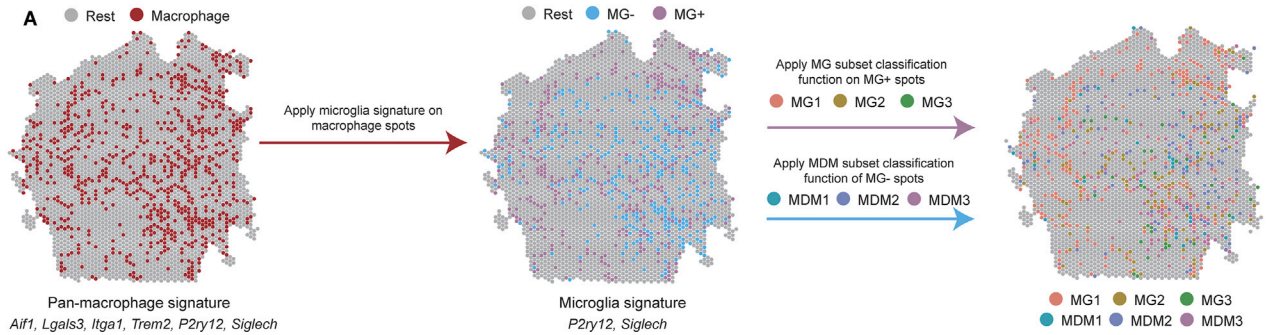 A
Rest Macrophage
Pan-macrophage signature
Aif1, Lgals3, Itga1, Trem2, P2ry12, Siglech
Apply microglia signature on
macrophage spots
Rest MG- MG+
Microglia signature
P2ry12, Siglech
Apply MG subset classification
function on MG+ spots
MG1 MG2 MG3
Apply MDM subset classification
function of MG- spots
MDM1 MDM2 MDM3
MG1 MG2 MG3
MDM1 MDM2 MDM3